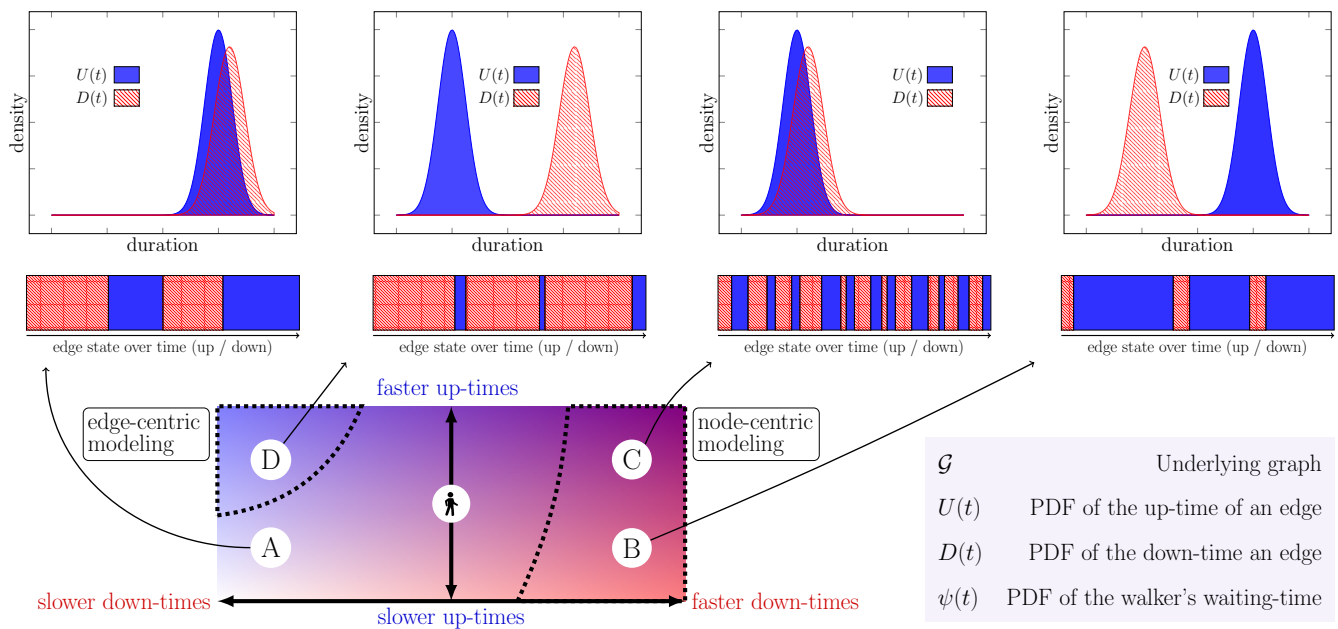 U(t)
D(t)
density
duration
U(t)
D(t)
density
duration
U(t)
D(t)
density
duration
U(t)
D(t)
density
duration
edge state over time (up / down)
edge state over time (up / down)
edge state over time (up / down)
edge state over time (up / down)
faster up-times
edge-centric
modeling
node-centric
modeling
D
C
A
B
slower down-times
faster down-times
slower up-times
𝒢 Underlying graph
U(t) PDF of the up-time of an edge
D(t) PDF of the down-time an edge
ψ(t) PDF of the walker's waiting-time